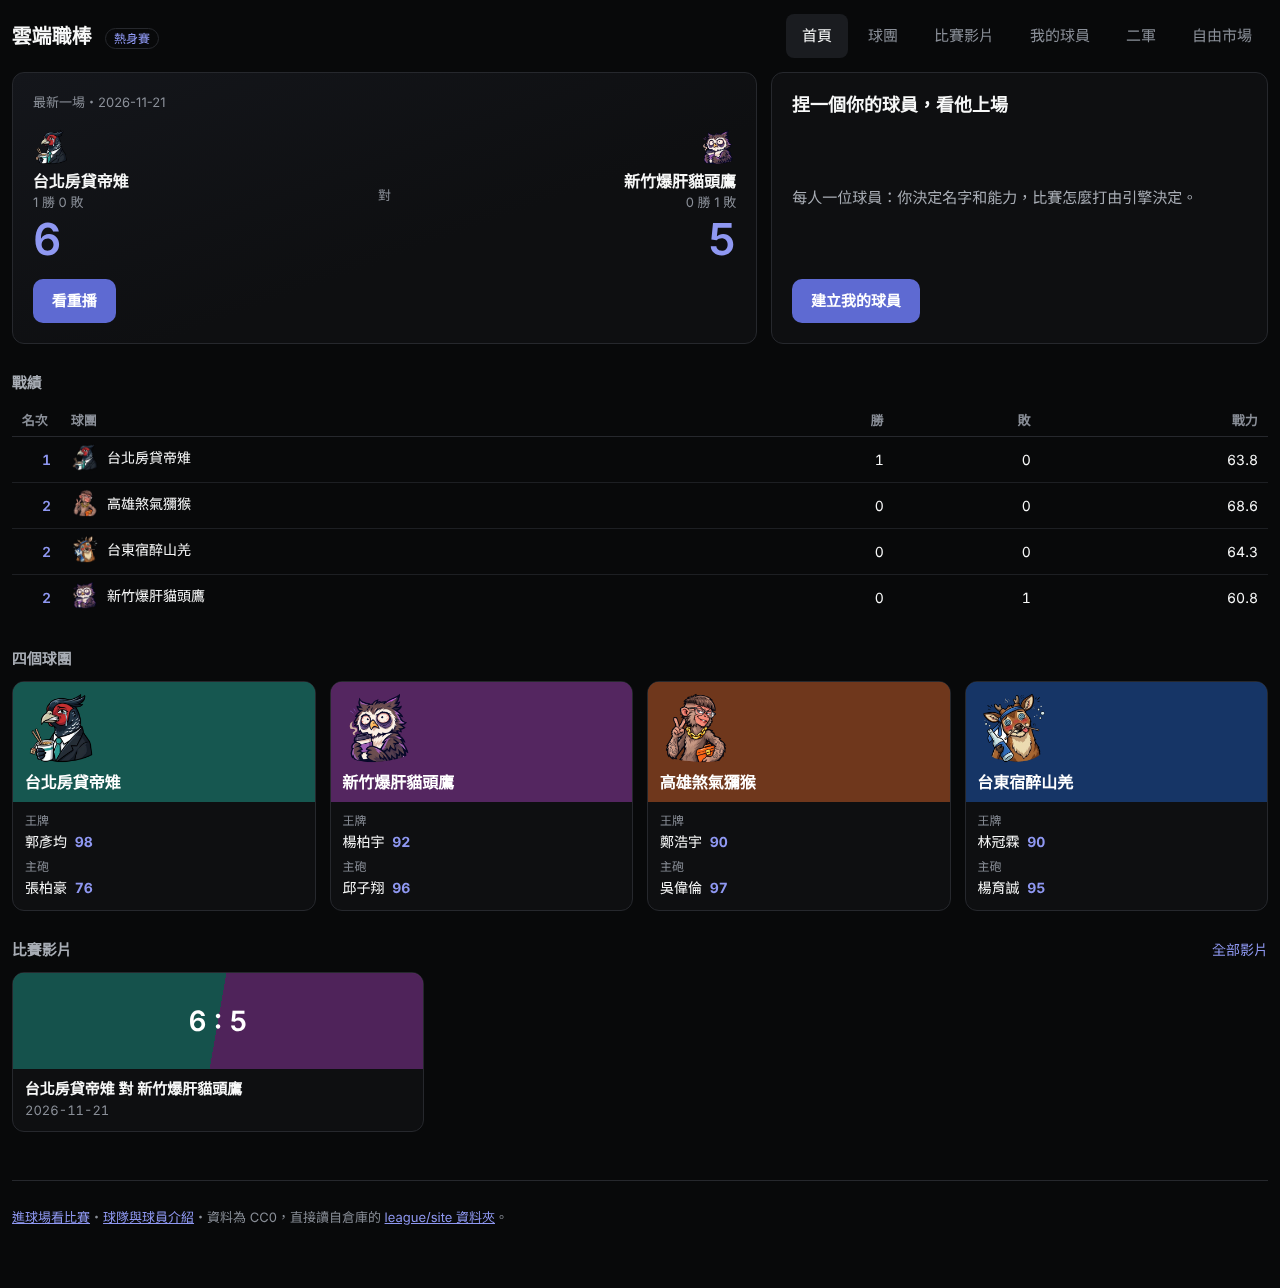 雲端職棒 熱身賽
首頁 球團 比賽影片 我的球員 二軍 自由市場
最新一場・2026-11-21
台北房貸帝雉
1 勝 0 敗
6
對
新竹爆肝貓頭鷹
0 勝 1 敗
5
看重播
捏一個你的球員，看他上場
每人一位球員：你決定名字和能力，比賽怎麼打由引擎決定。
建立我的球員
戰績
名次 球團 勝 敗 戰力
1 台北房貸帝雉 1 0 63.8
2 高雄煞氣獼猴 0 0 68.6
2 台東宿醉山羌 0 0 64.3
2 新竹爆肝貓頭鷹 0 1 60.8
四個球團
台北房貸帝雉
王牌
郭彥均 98
主砲
張柏豪 76
新竹爆肝貓頭鷹
王牌
楊柏宇 92
主砲
邱子翔 96
高雄煞氣獼猴
王牌
鄭浩宇 90
主砲
吳偉倫 97
台東宿醉山羌
王牌
林冠霖 90
主砲
楊育誠 95
比賽影片 全部影片
6 : 5
台北房貸帝雉 對 新竹爆肝貓頭鷹
2026-11-21
進球場看比賽・球隊與球員介紹・資料為 CC0，直接讀自倉庫的 league/site 資料夾。